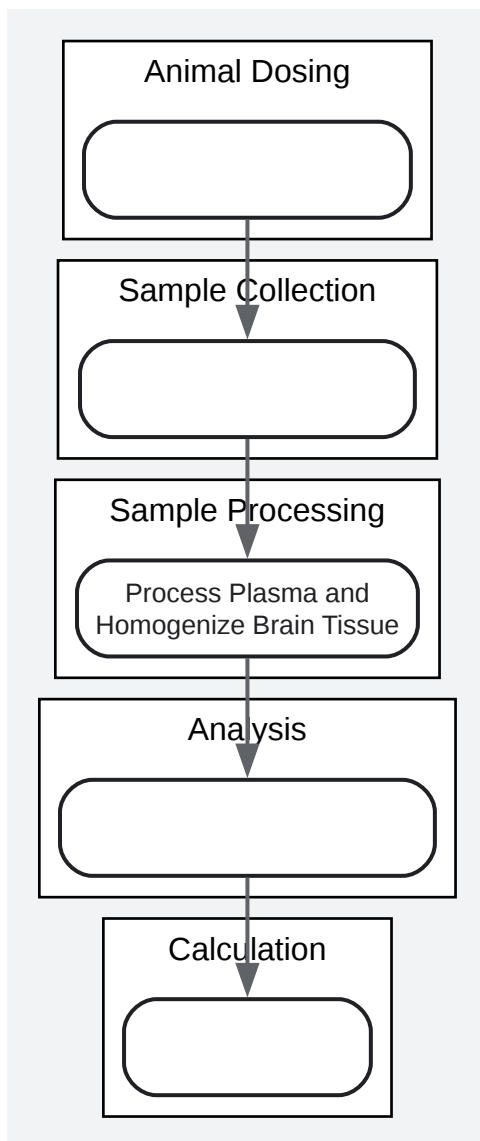 Animal Dosing
Sample Collection
Sample Processing
Process Plasma and
Homogenize Brain Tissue
Analysis
Calculation